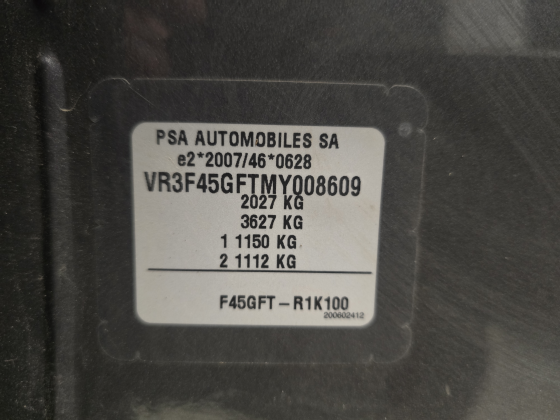 PSA AUTOMOBILES SA
e2*2007/46*0628
VR3F45GFTMY008609
2027 KG
3627 KG
1 1150 KG
2 1112 KG
F45GFT-R1K100
200602412